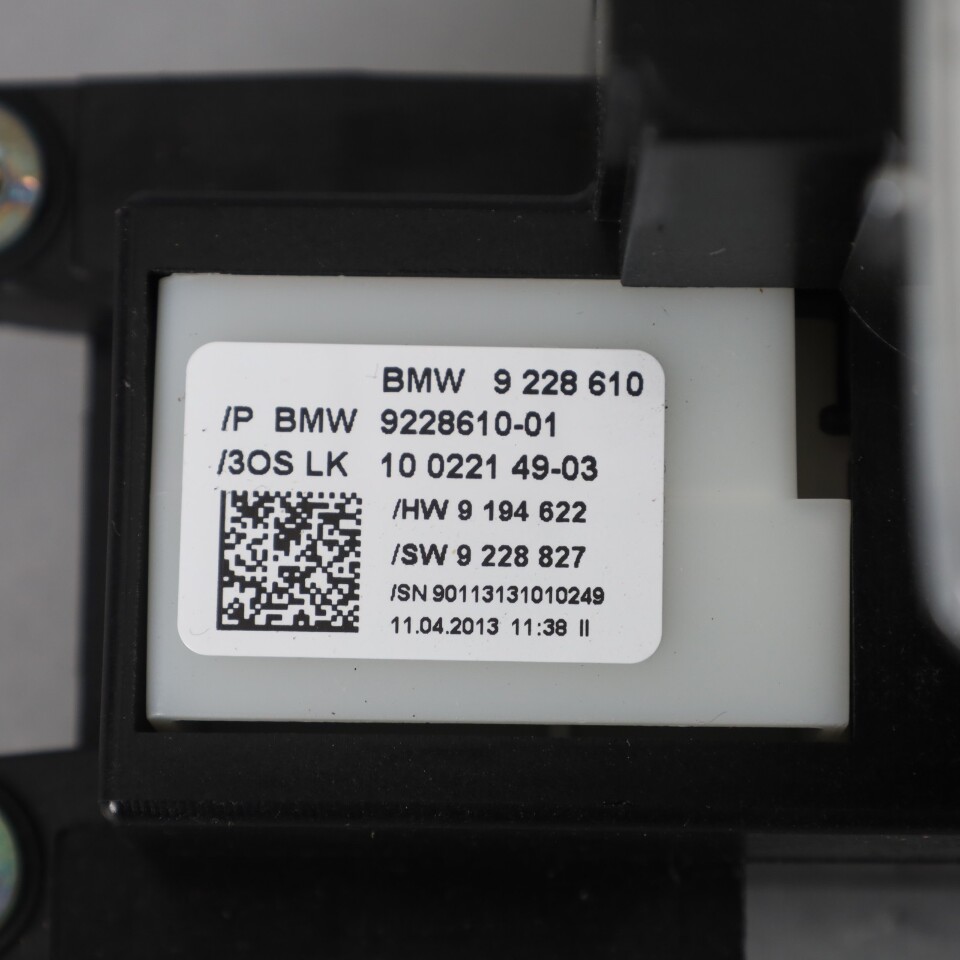 BMW 9 228 610
/P BMW 9228610-01
/3OS LK 10 0221 49-03
/HW 9 194 622
/SW 9 228 827
/SN 90113131010249
11.04.2013 11:38 II